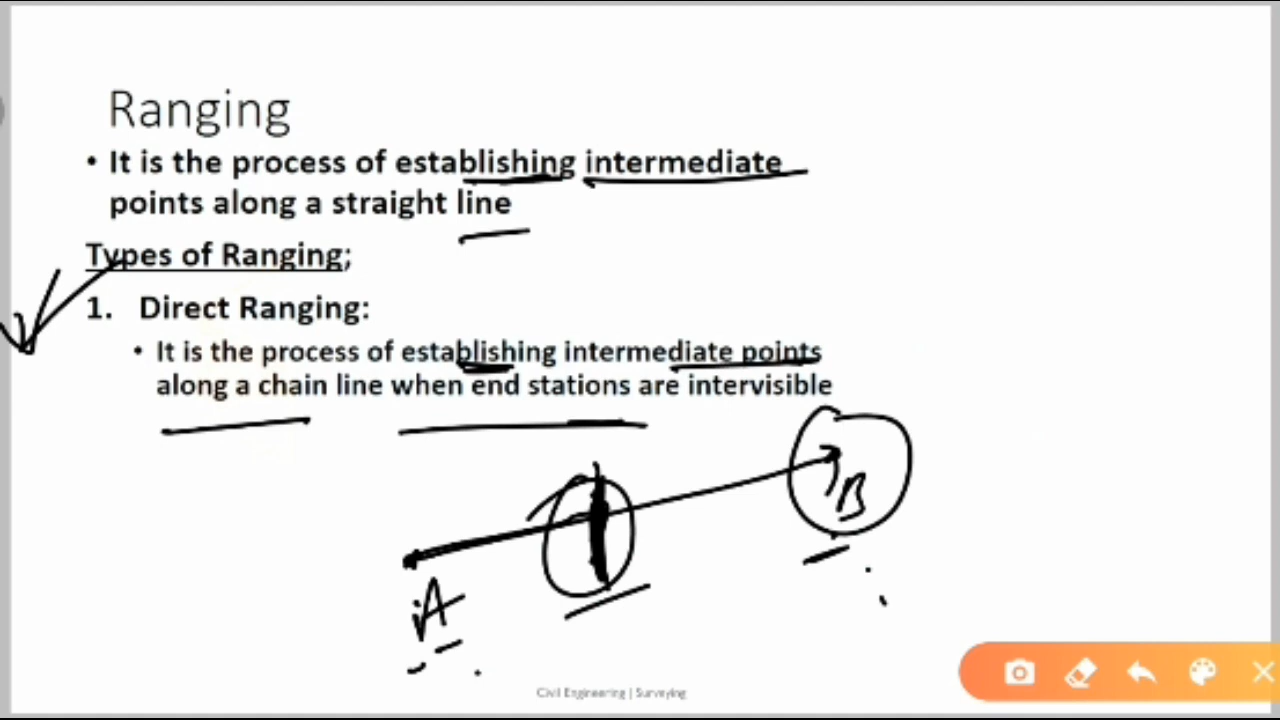 Ranging
• It is the process of establishing intermediate
points along a straight line
Types of Ranging;
1. Direct Ranging:
• It is the process of establishing intermediate points
along a chain line when end stations are intervisible
B
A
Civil Engineering | Surveying